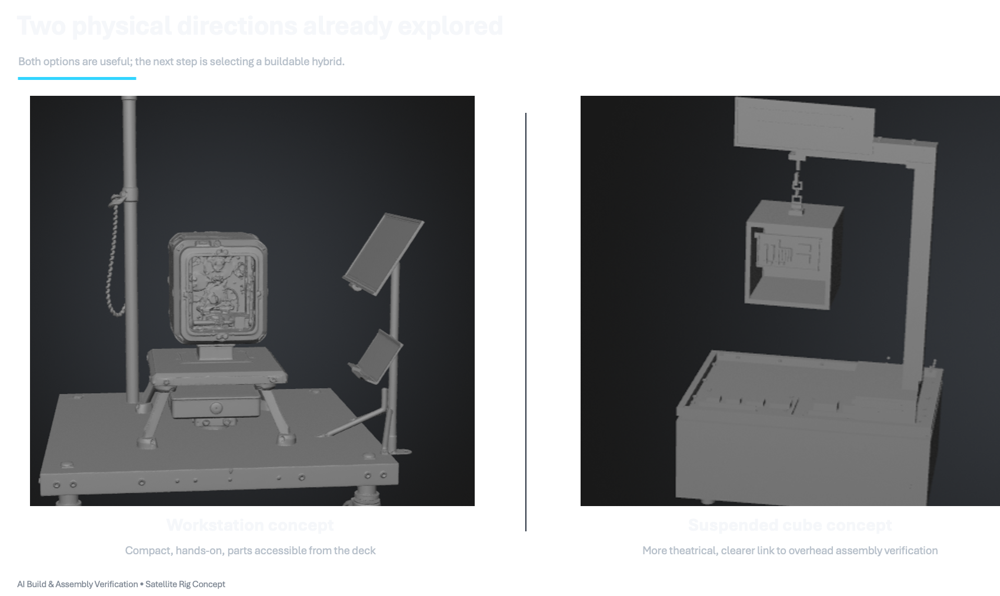 Two physical directions already explored
Both options are useful; the next step is selecting a buildable hybrid.
Workstation concept
Compact, hands-on, parts accessible from the deck
Suspended cube concept
More theatrical, clearer link to overhead assembly verification
AI Build & Assembly Verification • Satellite Rig Concept